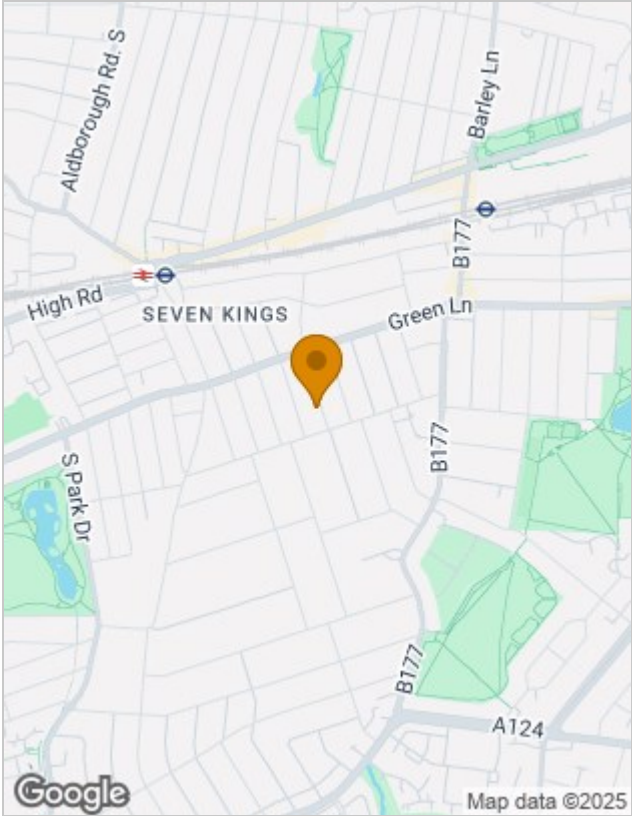 Aldborough Rd. S
Barley Ln
B177
High Rd
SEVEN KINGS
Green Ln
B177
S Park Dr
B177
A124
Google
Map data ©2025